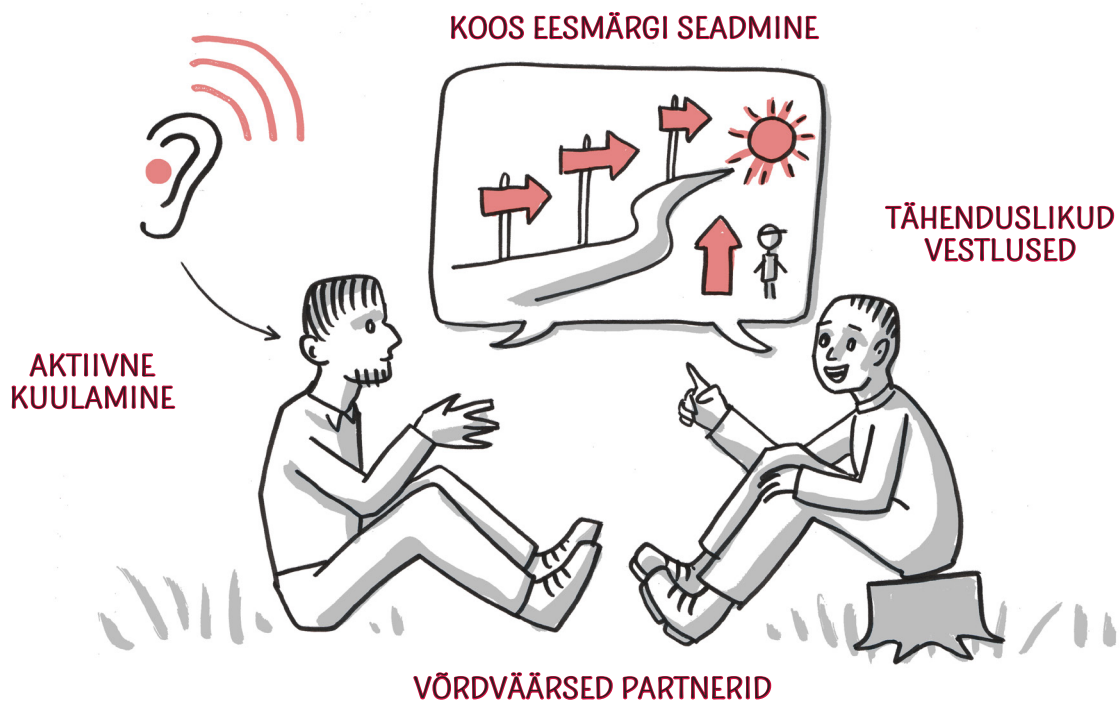 KOOS EESMÄRGI SEADMINE
TÄHENDUSLIKUD
VESTLUSED
AKTIIVNE
KUULAMINE
VÕRDVÄÄRSED PARTNERID